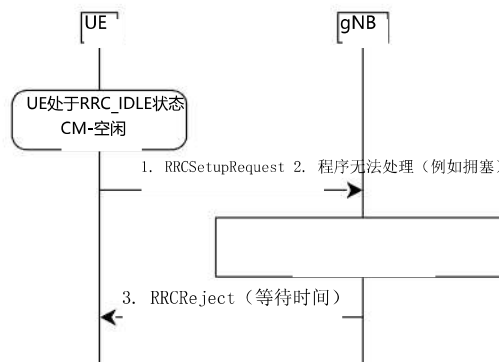 UE
gNB
UE处于RRC_IDLE状态
CM-空闲
1. RRCSetupRequest 2. 程序无法处理（例如拥塞）
3. RRCReject（等待时间）